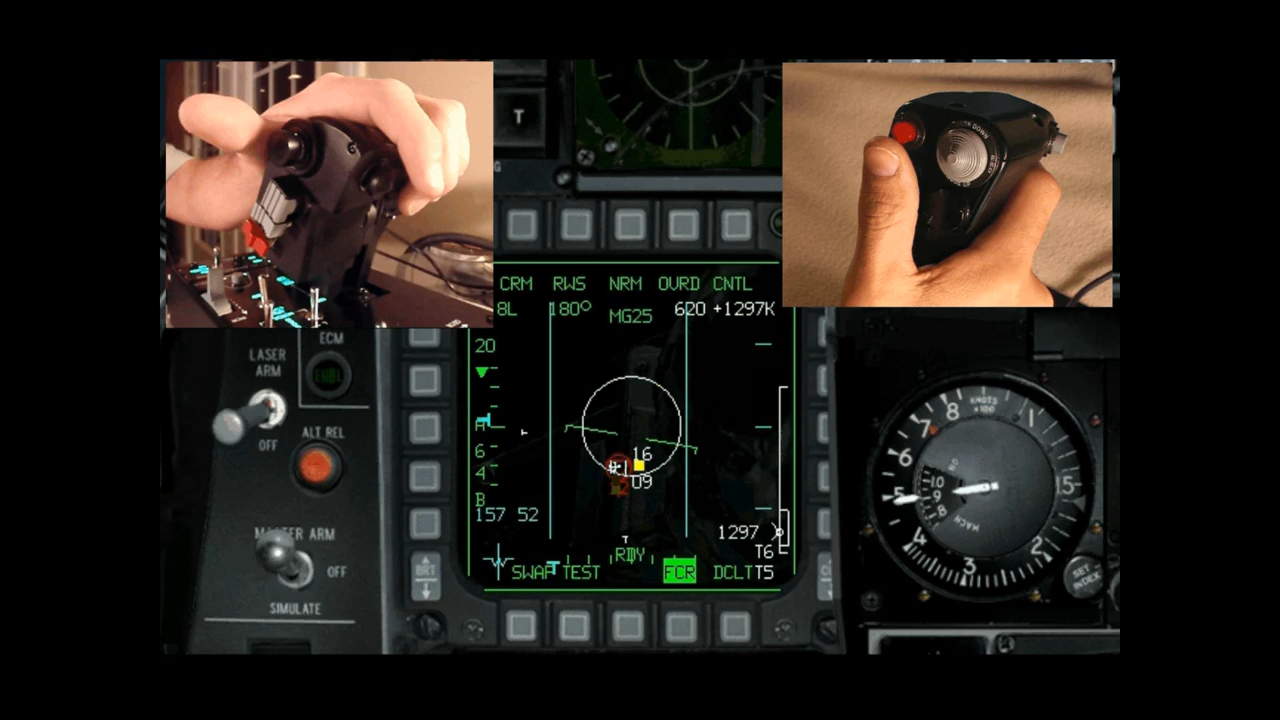 T
CRM RWS NRM OVRD CNTL
8L 180° MG25 620 +1297K
20
A
6
4
B
16
09
157 52
1297
T6
T
RDY
SWAP TEST FCR DCLT T5
ECM
ENBL
LASER
ARM
OFF
ALT REL
MASTER ARM
OFF
SIMULATE
BRT
KNOTS
X100
8
7
6
5
4
3
2
1
15
10
9
8
MACH
SET
INDEX